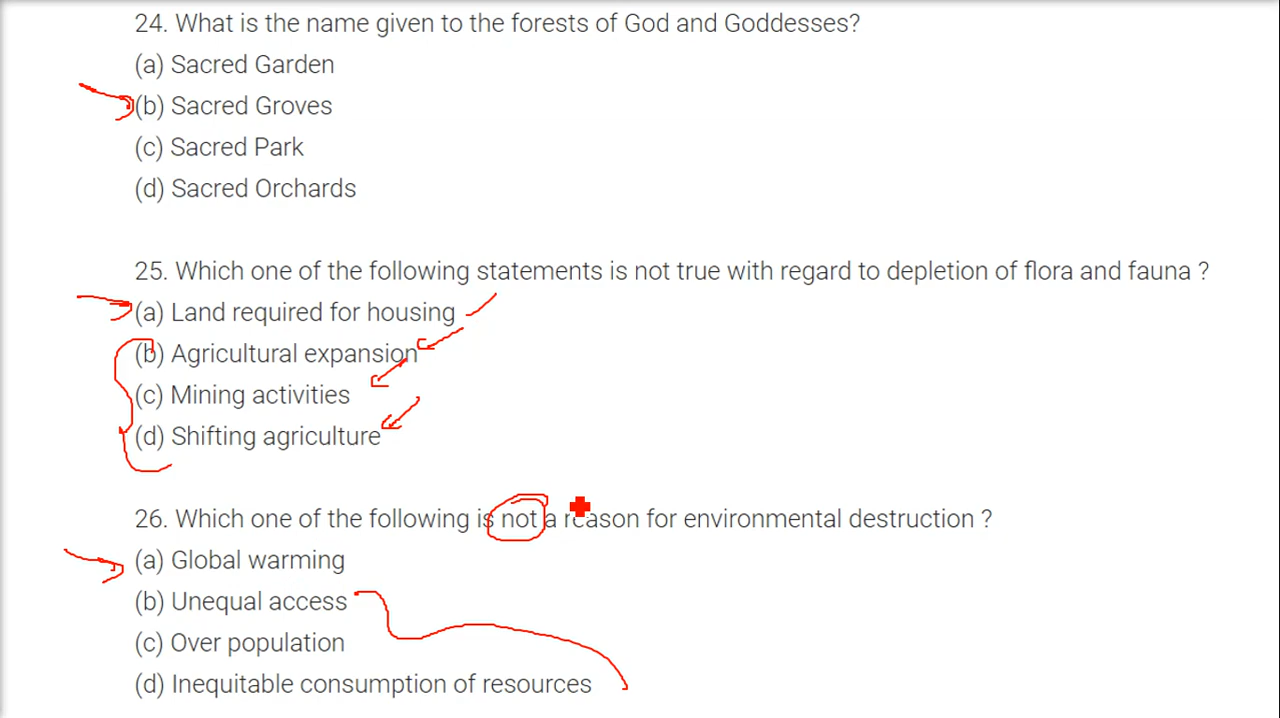 24. What is the name given to the forests of God and Goddesses?
(a) Sacred Garden
(b) Sacred Groves
(c) Sacred Park
(d) Sacred Orchards
25. Which one of the following statements is not true with regard to depletion of flora and fauna ?
(a) Land required for housing
(b) Agricultural expansion
(c) Mining activities
(d) Shifting agriculture
26. Which one of the following is not a reason for environmental destruction ?
(a) Global warming
(b) Unequal access
(c) Over population
(d) Inequitable consumption of resources